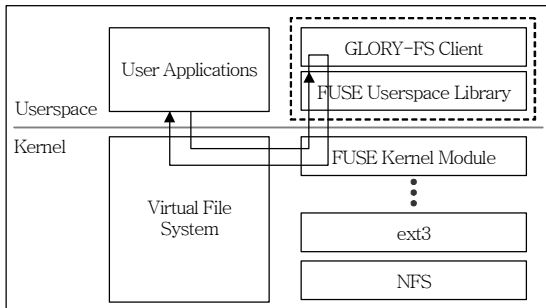 User Applications
GLORY-FS Client
FUSE Userspace Library
Userspace
Kernel
Virtual File
System
FUSE Kernel Module
ext3
NFS